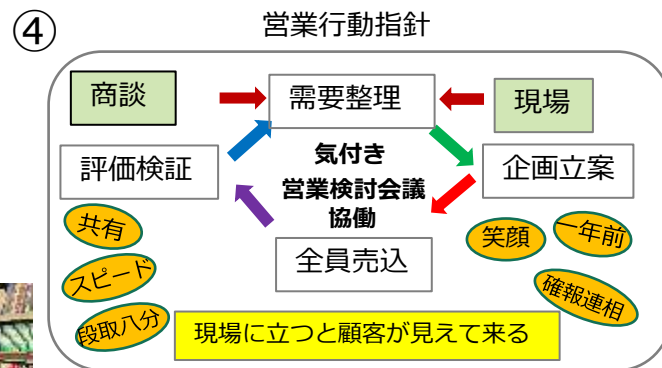 ④
営業行動指針
商談
需要整理
現場
評価検証
気付き
営業検討会議
協働
企画立案
全員売込
共有
スピード
段取八分
笑顔
一年前
確報連相
現場に立つと顧客が見えて来る